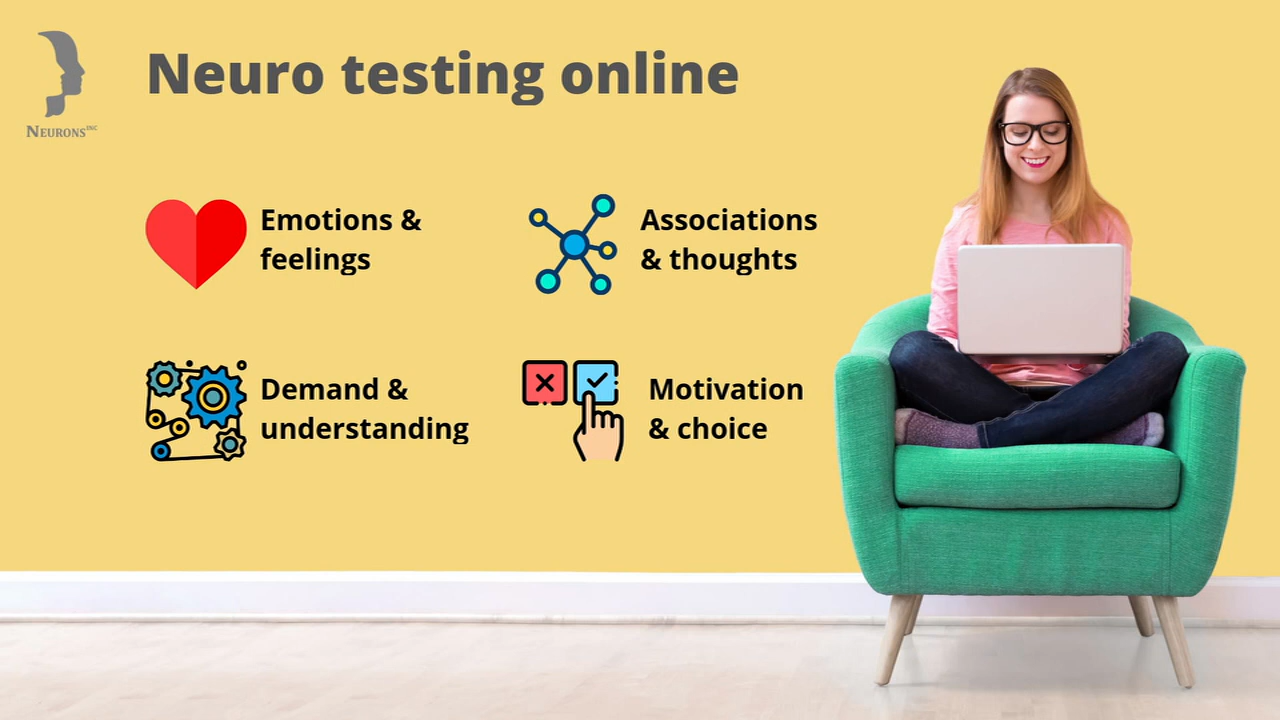 Neuro testing online
NEURONS INC
Emotions &
feelings
Associations
& thoughts
Demand &
understanding
Motivation
& choice